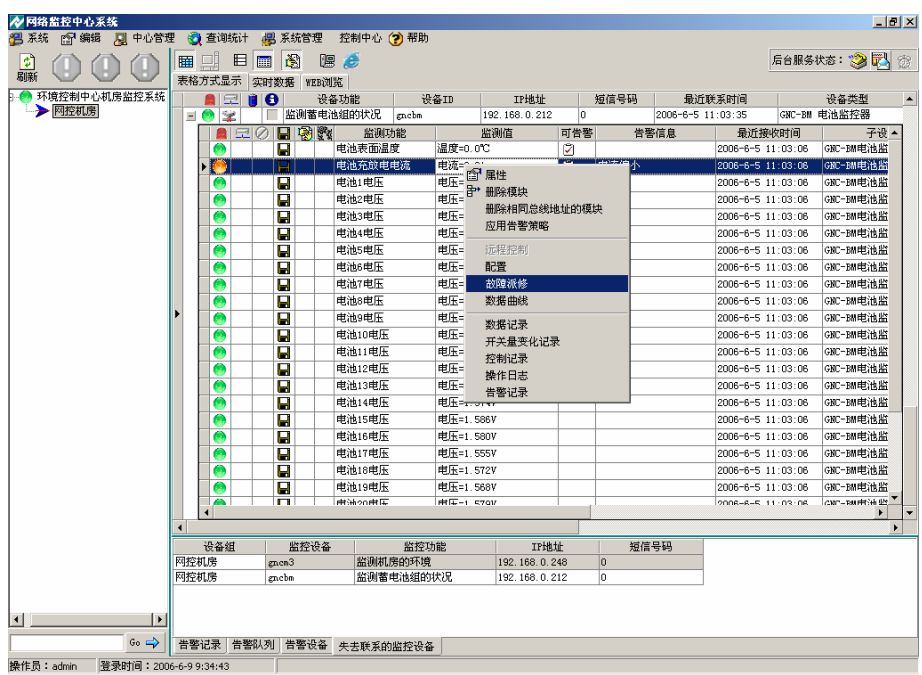 网络监控中心系统
系统 编辑 中心管理 查询统计 系统管理 控制中心 帮助
刷新
后台服务状态：
表格方式显示 实时数据 WEB浏览
环境控制中心机房监控系统
网控机房
设备功能 设备ID IP地址 短信号码 最近联系时间 设备类型
监测蓄电池组的状况 gncbm 192.168.0.212 0 2006-6-5 11:03:35 GNC-BM 电池监控器
监测功能 监测值 可告警 告警信息 最近接收时间 子设
电池表面温度 温度=0.0℃ 2006-6-5 11:03:06 GNC-BM电池监
电池充放电电流 电流= 小 2006-6-5 11:03:06 GNC-BM电池监
电池1电压 电压= 2006-6-5 11:03:06 GNC-BM电池监
电池2电压 电压= 2006-6-5 11:03:06 GNC-BM电池监
电池3电压 电压= 2006-6-5 11:03:06 GNC-BM电池监
电池4电压 电压= 2006-6-5 11:03:06 GNC-BM电池监
电池5电压 电压= 2006-6-5 11:03:06 GNC-BM电池监
电池6电压 电压= 2006-6-5 11:03:06 GNC-BM电池监
电池7电压 电压= 2006-6-5 11:03:06 GNC-BM电池监
电池8电压 电压= 2006-6-5 11:03:06 GNC-BM电池监
电池9电压 电压= 2006-6-5 11:03:06 GNC-BM电池监
电池10电压 电压= 2006-6-5 11:03:06 GNC-BM电池监
电池11电压 电压= 2006-6-5 11:03:06 GNC-BM电池监
电池12电压 电压= 2006-6-5 11:03:06 GNC-BM电池监
电池13电压 电压= 2006-6-5 11:03:06 GNC-BM电池监
电池14电压 电压= 2006-6-5 11:03:06 GNC-BM电池监
电池15电压 电压=1.586V 2006-6-5 11:03:06 GNC-BM电池监
电池16电压 电压=1.580V 2006-6-5 11:03:06 GNC-BM电池监
电池17电压 电压=1.555V 2006-6-5 11:03:06 GNC-BM电池监
电池18电压 电压=1.572V 2006-6-5 11:03:06 GNC-BM电池监
电池19电压 电压=1.568V 2006-6-5 11:03:06 GNC-BM电池监
电池20电压 电压=1.579V 2006-6-5 11:03:06 GNC-BM电池监
属性
删除模块
删除相同总线地址的模块
应用告警策略
远程控制
配置
故障派修
数据曲线
数据记录
开关量变化记录
控制记录
操作日志
告警记录
设备组 监控设备 监控功能 IP地址 短信号码
网控机房 gncm3 监测机房的环境 192.168.0.248 0
网控机房 gncbm 监测蓄电池组的状况 192.168.0.212 0
Go
告警记录 告警队列 告警设备 失去联系的监控设备
操作员：admin 登录时间：2006-6-9 9:34:43